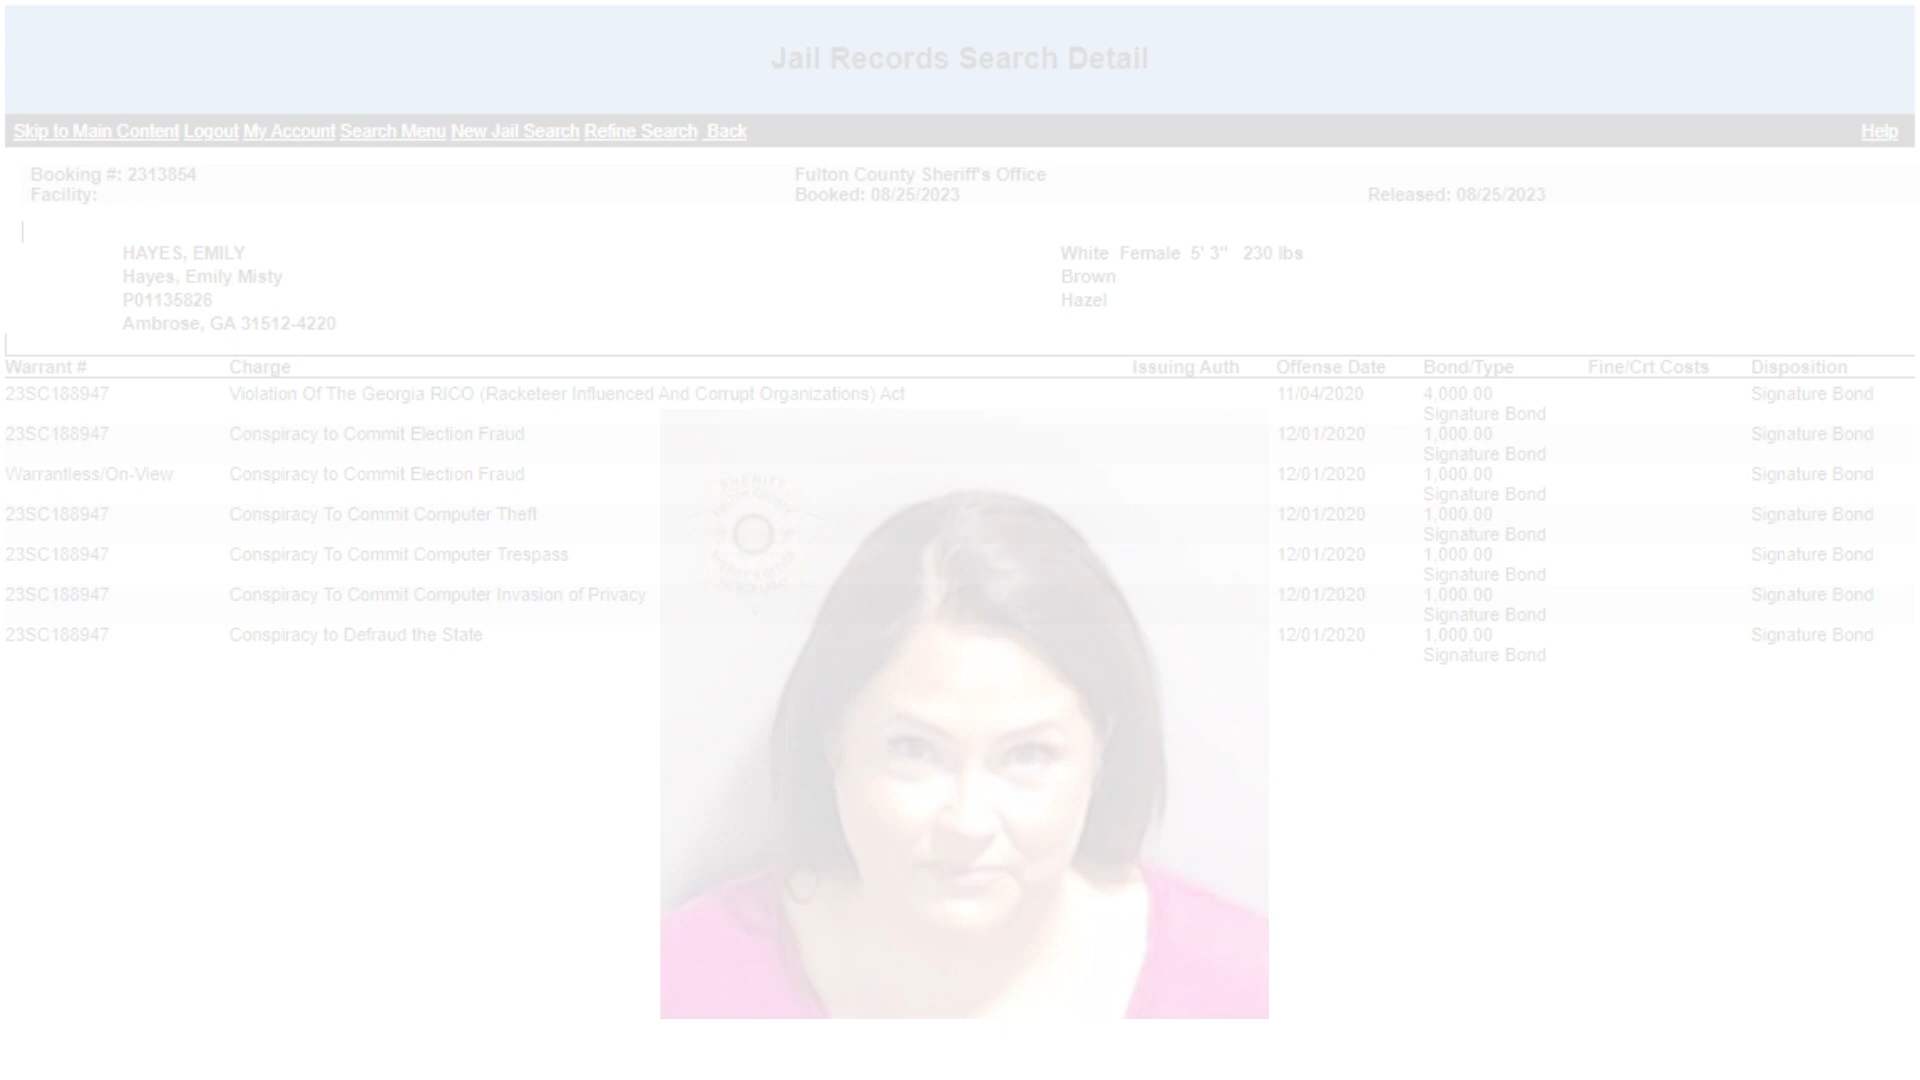 Jail Records Search Detail
Skip to Main Content Logout My Account Search Menu New Jail Search Refine Search Back Help
Booking #: 2313854 Fulton County Sheriff's Office
Facility: Booked: 08/25/2023 Released: 08/25/2023
HAYES, EMILY White Female 5' 3" 230 lbs
Hayes, Emily Misty Brown
P01135826 Hazel
Ambrose, GA 31512-4220
Warrant # Charge Issuing Auth Offense Date Bond/Type Fine/Crt Costs Disposition
23SC188947 Violation Of The Georgia RICO (Racketeer Influenced And Corrupt Organizations) Act 11/04/2020 4,000.00 Signature Bond
Signature Bond
23SC188947 Conspiracy to Commit Election Fraud 12/01/2020 1,000.00 Signature Bond
Signature Bond
Warrantless/On-View Conspiracy to Commit Election Fraud 12/01/2020 1,000.00 Signature Bond
Signature Bond
23SC188947 Conspiracy To Commit Computer Theft 12/01/2020 1,000.00 Signature Bond
Signature Bond
23SC188947 Conspiracy To Commit Computer Trespass 12/01/2020 1,000.00 Signature Bond
Signature Bond
23SC188947 Conspiracy To Commit Computer Invasion of Privacy 12/01/2020 1,000.00 Signature Bond
Signature Bond
23SC188947 Conspiracy to Defraud the State 12/01/2020 1,000.00 Signature Bond
Signature Bond
SHERIFF
FULTON COUNTY